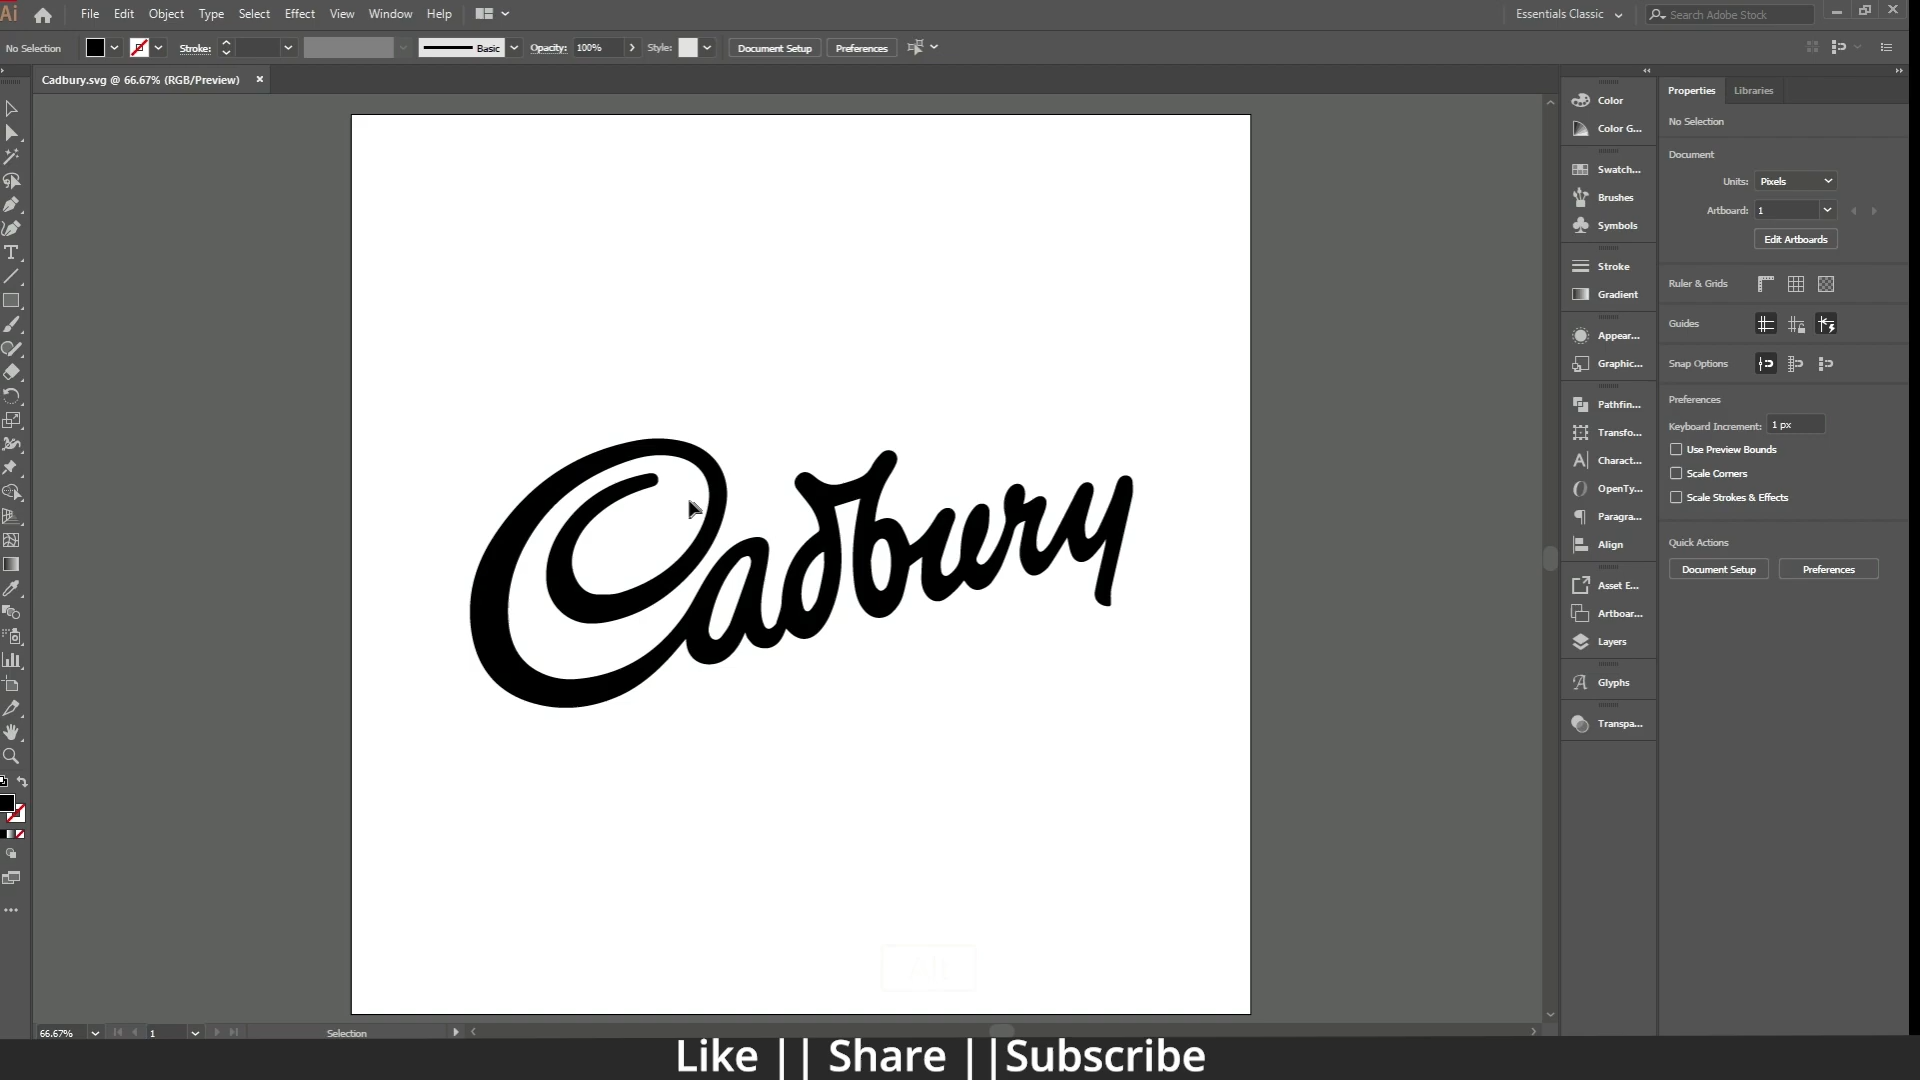 Ai File Edit Object Type Select Effect View Window Help Essentials Classic Search Adobe Stock
No Selection Stroke: Basic Opacity: 100% Style: Document Setup Preferences
Cadbury.svg @ 66.67% (RGB/Preview) ×
Properties Libraries
No Selection
Document
Units: Pixels
Artboard: 1
Edit Artboards
Ruler & Grids
Guides
Snap Options
Preferences
Keyboard Increment: 1 px
Use Preview Bounds
Scale Corners
Scale Strokes & Effects
Quick Actions
Document Setup Preferences
Color
Color G...
Swatch...
Brushes
Symbols
Stroke
Gradient
Appear...
Graphic...
Pathfin...
Transfo...
Charact...
OpenTy...
Paragra...
Align
Asset E...
Artboar...
Layers
Glyphs
Transpa...
Cadbury
66.67% 1 Selection
Like || Share ||Subscribe